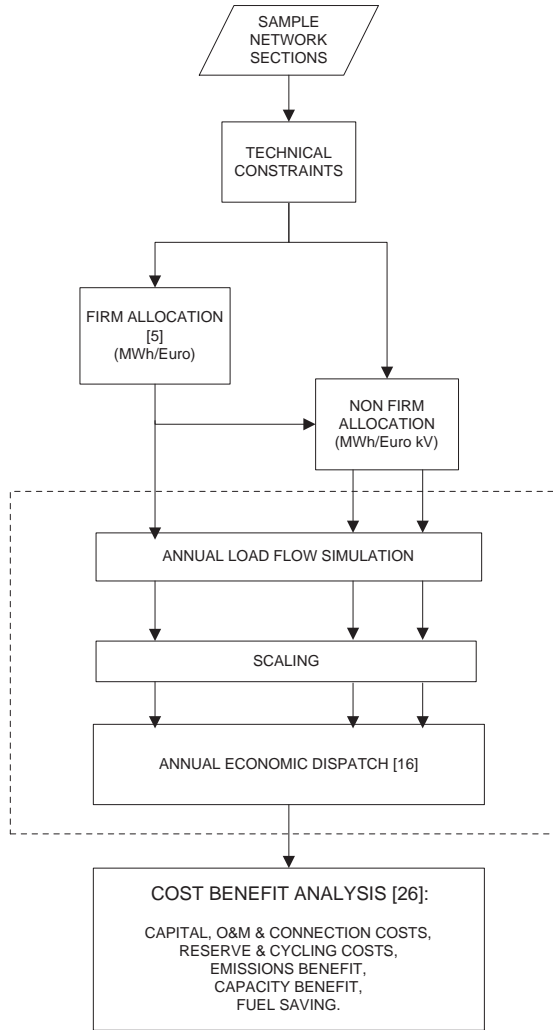 SAMPLE
NETWORK
SECTIONS
TECHNICAL
CONSTRAINTS
FIRM ALLOCATION
[5]
(MWh/Euro)
NON FIRM
ALLOCATION
(MWh/Euro kV)
ANNUAL LOAD FLOW SIMULATION
SCALING
ANNUAL ECONOMIC DISPATCH [16]
COST BENEFIT ANALYSIS [26]:
CAPITAL, O&M & CONNECTION COSTS,
RESERVE & CYCLING COSTS,
EMISSIONS BENEFIT,
CAPACITY BENEFIT,
FUEL SAVING.